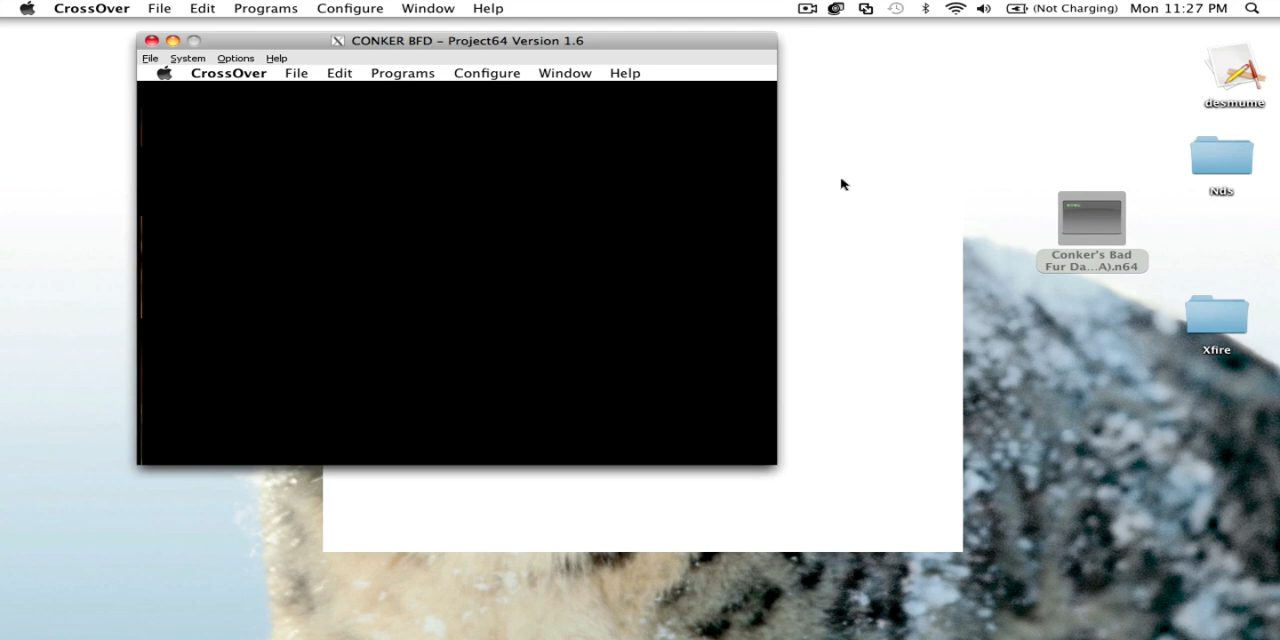 CrossOver File Edit Programs Configure Window Help (Not Charging) Mon 11:27 PM
CONKER BFD – Project64 Version 1.6
File System Options Help
CrossOver File Edit Programs Configure Window Help
desmume
Nds
Conker's Bad
Fur Da...A).n64
Xfire